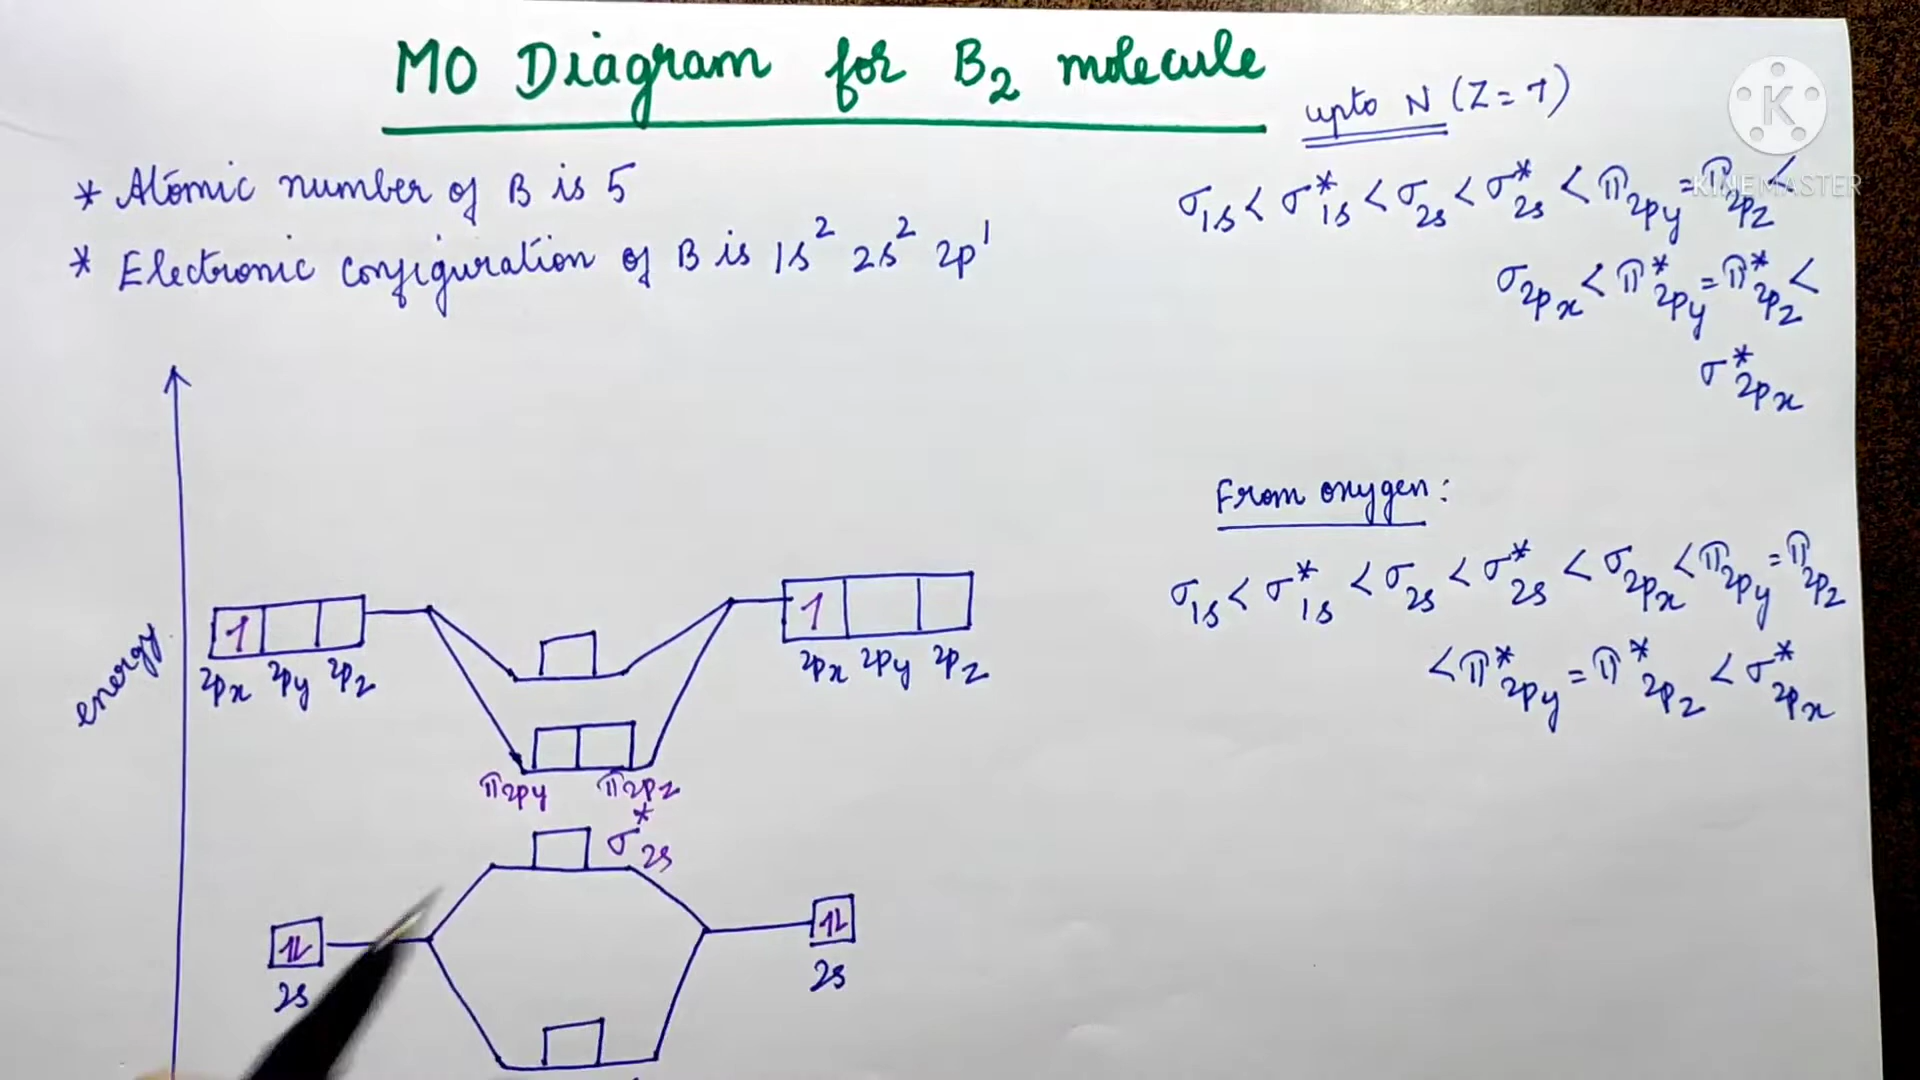 MO Diagram for B₂ molecule
upto N (Z=7)
K
KINEMASTER
* Atomic number of B is 5
* Electronic configuration of B is 1s² 2s² 2p¹
σ1s < σ*1s < σ2s < σ*2s < π2py = π2pz <
σ2px < π*2py = π*2pz <
σ*2px
From oxygen:
σ1s < σ*1s < σ2s < σ*2s < σ2px < π2py = π2pz
< π*2py = π*2pz < σ*2px
energy
1
1
2px 2py 2pz
2px 2py 2pz
π2py π2pz
σ*2s
1L
1L
2s
2s